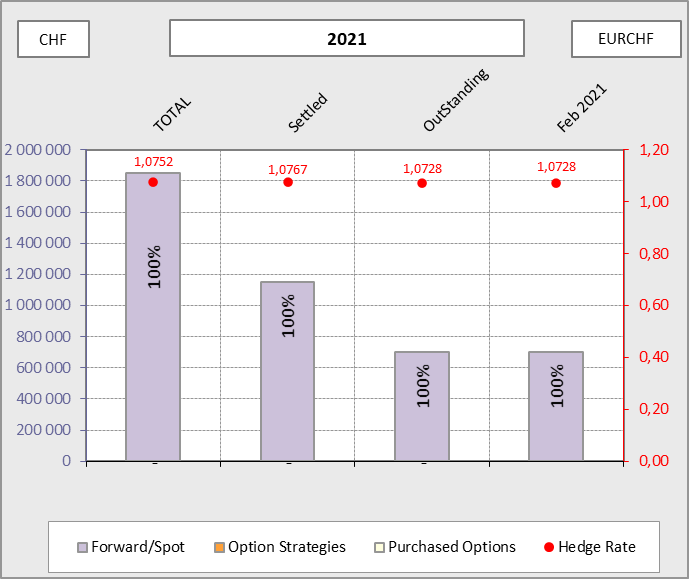 CHF
2021
EURCHF
TOTAL
Settled
OutStanding
Feb 2021
2 000 000
1 800 000
1 600 000
1 400 000
1 200 000
1 000 000
800 000
600 000
400 000
200 000
0
1,0752
1,0767
1,0728
1,0728
100%
100%
100%
100%
-
-
-
1,20
1,00
0,80
0,60
0,40
0,20
0,00
Forward/Spot
Option Strategies
Purchased Options
Hedge Rate